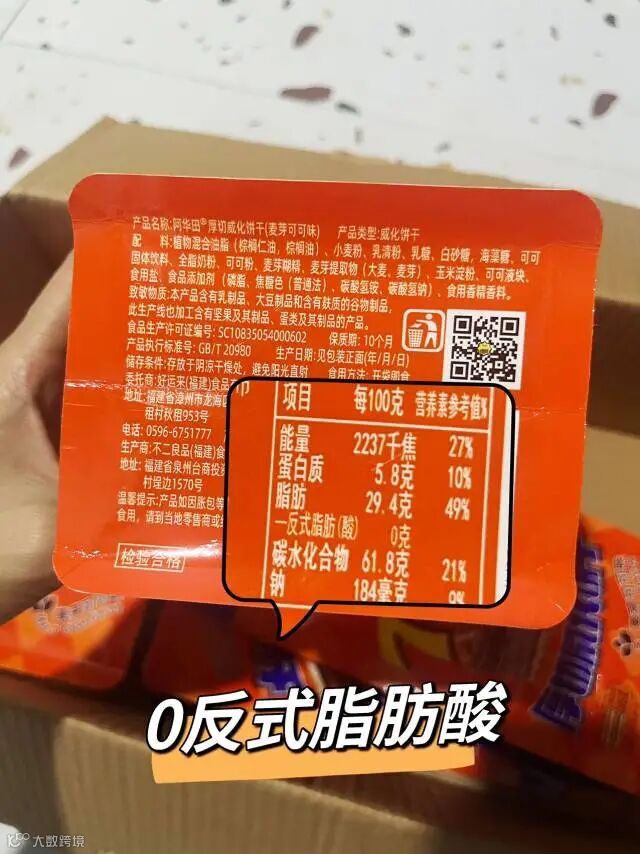 产品名称:阿华田®厚切威化饼干(麦芽可可味) 产品类型:威化饼干
配 料:植物混合油脂(棕榈仁油,棕榈油)、小麦粉、乳清粉、乳糖、白砂糖,海藻糖、可可
固体饮料、全脂奶粉、可可粉、麦芽糊精、麦芽提取物(大麦、麦芽)、玉米淀粉、可可液块、
食用盐、食品添加剂(磷脂、焦糖色(普通法)、碳酸氢铵、碳酸氢钠)、食用香精香料。
致敏物质:本产品含有乳制品、大豆制品和含有麸质的谷物制品,
此生产线也加工含有坚果及其制品、蛋类及其制品的产品。
食品生产许可证编号: SC10835054000602 保质期: 10个月
产品执行标准号: GB/T 20980 生产日期:见包装正面(年/月/日)
储存条件:存放于阴凉干燥处,避免阳光直射 食用方法:开袋即食
委托商:好运来(福建)食品
地址:福建省漳州市龙海
租村秋租953号
电话: 0596-6751777
生产商:不二良品(福建)食
地址: 福建省泉州台商投资
村埕边1570号
温馨提示:产品如因胀包等
食用,请到当地零售商或
检验合格
项目 每100克 营养素参考值%
能量 2237千焦 27%
蛋白质 5.8克 10%
脂肪 29.4克 49%
—反式脂肪(酸) 0克
碳水化合物 61.8克 21%
钠 184毫克 9%
0反式脂肪酸
大数跨境